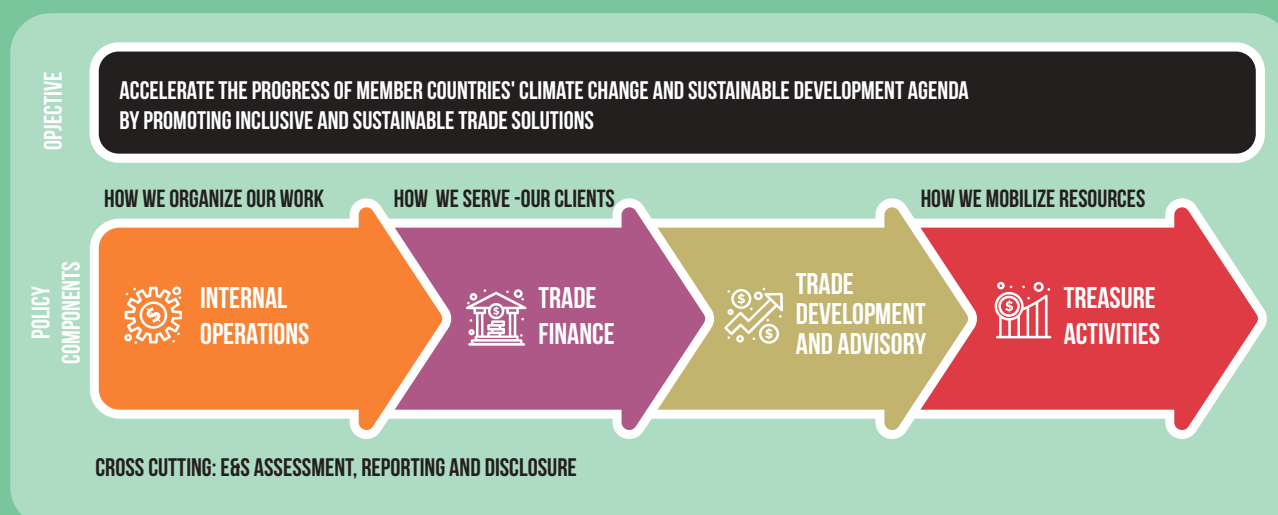 OPJECTIVE
ACCELERATE THE PROGRESS OF MEMBER COUNTRIES' CLIMATE CHANGE AND SUSTAINABLE DEVELOPMENT AGENDA
BY PROMOTING INCLUSIVE AND SUSTAINABLE TRADE SOLUTIONS
HOW WE ORGANIZE OUR WORK
HOW WE SERVE -OUR CLIENTS
HOW WE MOBILIZE RESOURCES
POLICY
COMPONENTS
INTERNAL
OPERATIONS
TRADE
FINANCE
TRADE
DEVELOPMENT
AND ADVISORY
TREASURE
ACTIVITIES
CROSS CUTTING: E&S ASSESSMENT, REPORTING AND DISCLOSURE